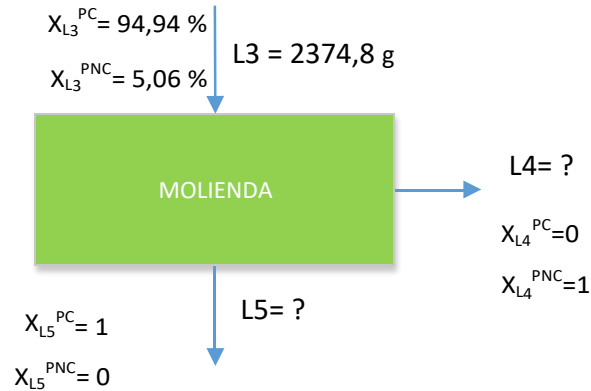 X_L3^PC= 94,94 %
L3 = 2374,8 g
X_L3^PNC= 5,06 %
MOLIENDA
L4= ?
X_L4^PC=0
X_L4^PNC=1
L5= ?
X_L5^PC= 1
X_L5^PNC= 0